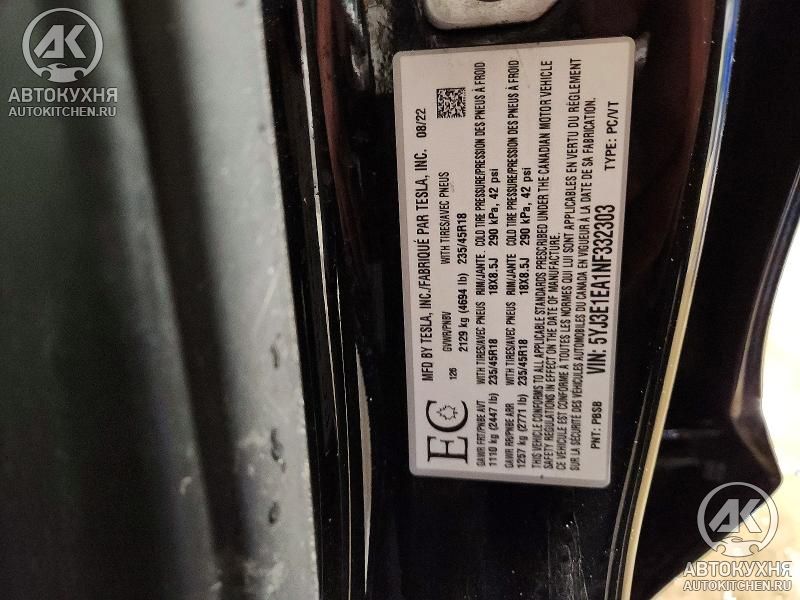 АК
АВТОКУХНЯ
AUTOKITCHEN.RU
MFD BY TESLA, INC./FABRIQUÉ PAR TESLA, INC. 08/22
EC
126
GVWR/PNBV
2129 kg (4694 lb)
WITH TIRES/AVEC PNEUS
235/45R18
GAWR FRT/PNBE AVT WITH TIRES/AVEC PNEUS RIM/JANTE. COLD TIRE PRESSURE/PRESSION DES PNEUS À FROID
1110 kg (2447 lb) 235/45R18 18X8.5J 290 kPa, 42 psi
GAWR RR/PNBE ARR WITH TIRES/AVEC PNEUS RIM/JANTE. COLD TIRE PRESSURE/PRESSION DES PNEUS À FROID
1257 kg (2771 lb) 235/45R18 18X8.5J 290 kPa, 42 psi
THIS VEHICLE CONFORMS TO ALL APPLICABLE STANDARDS PRESCRIBED UNDER THE CANADIAN MOTOR VEHICLE
SAFETY REGULATIONS IN EFFECT ON THE DATE OF MANUFACTURE.
CE VÉHICULE EST CONFORME À TOUTES LES NORMES QUI LUI SONT APPLICABLES EN VERTU DU RÈGLEMENT
SUR LA SÉCURITÉ DES VÉHICULES AUTOMOBILES DU CANADA EN VIGUEUR À LA DATE DE SA FABRICATION.
VIN: 5YJ3E1EA1NF332303
PNT: PBSB TYPE: PC/VT
АК
АВТОКУХНЯ
AUTOKITCHEN.RU